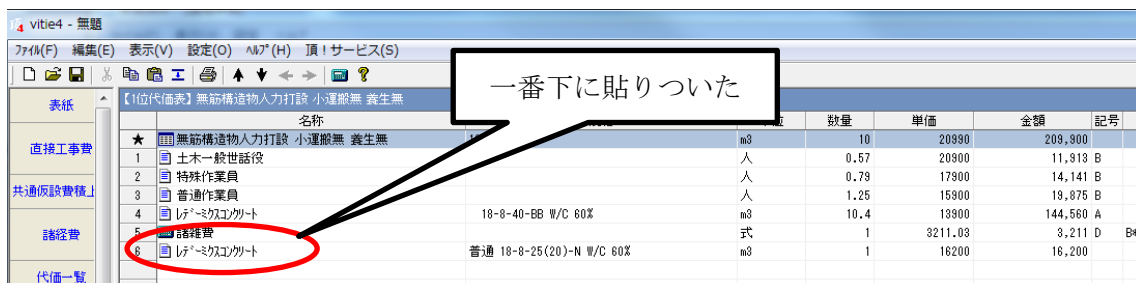 vitie4 - 無題
ﾌｧｲﾙ(F) 編集(E) 表示(V) 設定(O) ﾍﾙﾌﾟ(H) 頂！サービス(S)
一番下に貼りついた
表紙
直接工事費
共通仮設費積上
諸経費
代価一覧
【1位代価表】無筋構造物人力打設 小運搬無 養生無
名称 数量 単価 金額 記号
★ 無筋構造物人力打設 小運搬無 養生無 m3 10 20990 209,900
1 土木一般世話役 人 0.57 20900 11,913 B
2 特殊作業員 人 0.79 17900 14,141 B
3 普通作業員 人 1.25 15900 19,875 B
4 ﾚﾃﾞｰﾐｸｽｺﾝｸﾘｰﾄ 18-8-40-BB W/C 60% m3 10.4 13900 144,560 A
5 諸雑費 式 1 3211.03 3,211 D
6 ﾚﾃﾞｰﾐｸｽｺﾝｸﾘｰﾄ 普通 18-8-25(20)-N W/C 60% m3 1 16200 16,200